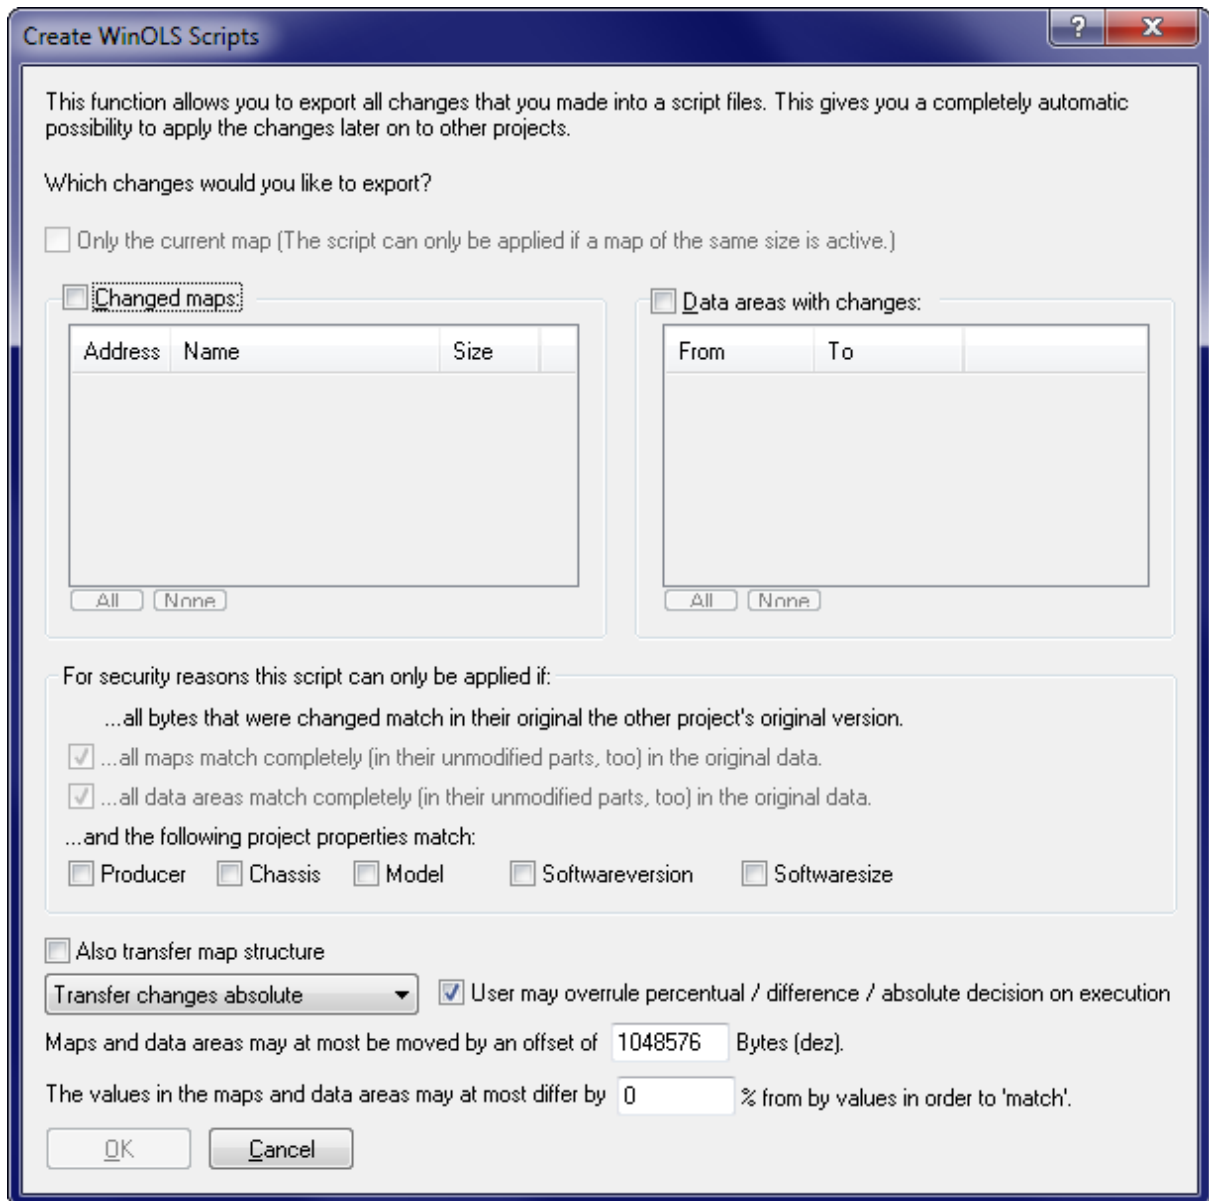 Create WinOLS Scripts
?
X
This function allows you to export all changes that you made into a script files. This gives you a completely automatic
possibility to apply the changes later on to other projects.
Which changes would you like to export?
Only the current map (The script can only be applied if a map of the same size is active.)
Changed maps:
Data areas with changes:
Address Name Size
From To
All None
All None
For security reasons this script can only be applied if:
...all bytes that were changed match in their original the other project's original version.
...all maps match completely (in their unmodified parts, too) in the original data.
...all data areas match completely (in their unmodified parts, too) in the original data.
...and the following project properties match:
Producer Chassis Model Softwareversion Softwaresize
Also transfer map structure
Transfer changes absolute User may overrule percentual / difference / absolute decision on execution
Maps and data areas may at most be moved by an offset of 1048576 Bytes (dez).
The values in the maps and data areas may at most differ by 0 % from by values in order to 'match'.
OK Cancel